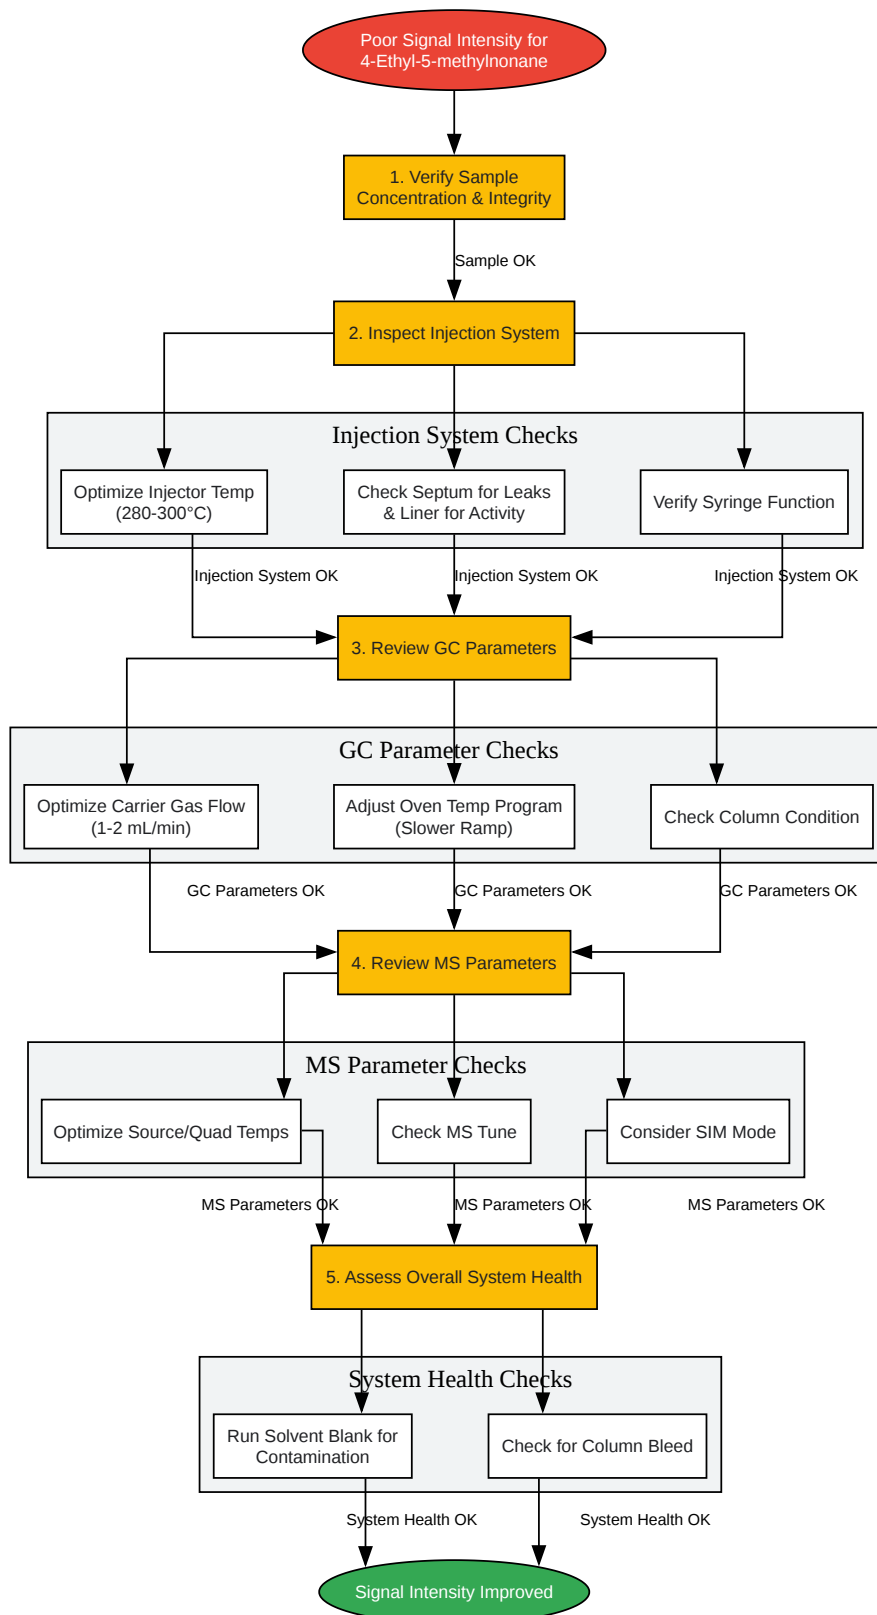 Poor Signal Intensity for
4-Ethyl-5-methylnonane
1. Verify Sample
Concentration & Integrity
Sample OK
2. Inspect Injection System
Injection System Checks
Optimize Injector Temp
(280-300°C)
Check Septum for Leaks
& Liner for Activity
Verify Syringe Function
Injection System OK
Injection System OK
Injection System OK
3. Review GC Parameters
GC Parameter Checks
Optimize Carrier Gas Flow
(1-2 mL/min)
Adjust Oven Temp Program
(Slower Ramp)
Check Column Condition
GC Parameters OK
GC Parameters OK
GC Parameters OK
4. Review MS Parameters
MS Parameter Checks
Optimize Source/Quad Temps
Check MS Tune
Consider SIM Mode
MS Parameters OK
MS Parameters OK
MS Parameters OK
5. Assess Overall System Health
System Health Checks
Run Solvent Blank for
Contamination
Check for Column Bleed
System Health OK
System Health OK
Signal Intensity Improved